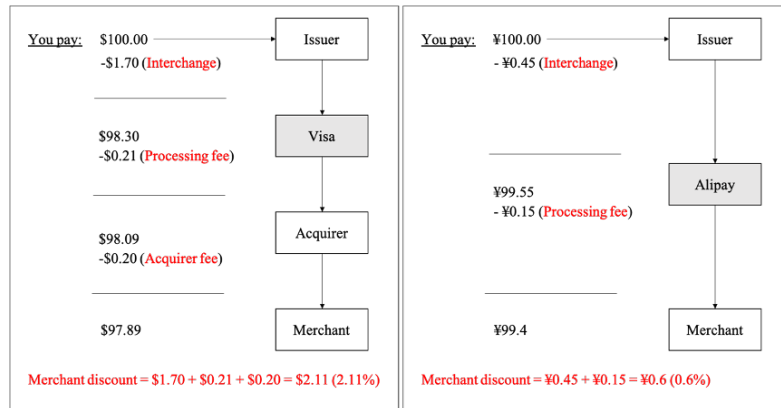 You pay: $100.00 Issuer
-$1.70 (Interchange)
$98.30 Visa
-$0.21 (Processing fee)
$98.09 Acquirer
-$0.20 (Acquirer fee)
$97.89 Merchant
Merchant discount = $1.70 + $0.21 + $0.20 = $2.11 (2.11%)
You pay: ¥100.00 Issuer
- ¥0.45 (Interchange)
¥99.55 Alipay
- ¥0.15 (Processing fee)
¥99.4 Merchant
Merchant discount = ¥0.45 + ¥0.15 = ¥0.6 (0.6%)